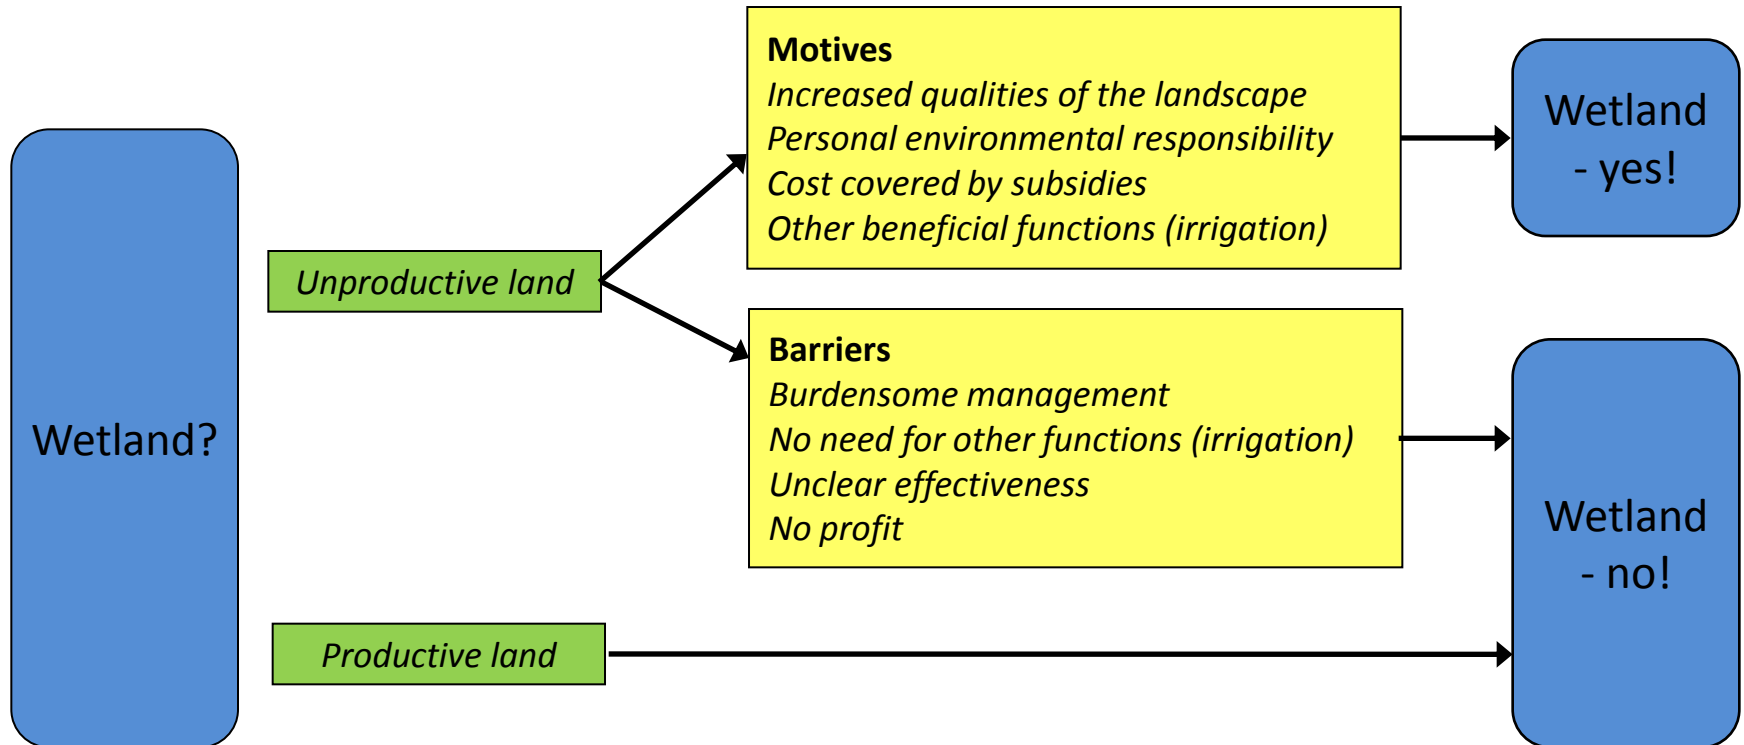 Wetland?
Unproductive land
Productive land
Motives
Increased qualities of the landscape
Personal environmental responsibility
Cost covered by subsidies
Other beneficial functions (irrigation)
Barriers
Burdensome management
No need for other functions (irrigation)
Unclear effectiveness
No profit
Wetland
- yes!
Wetland
- no!